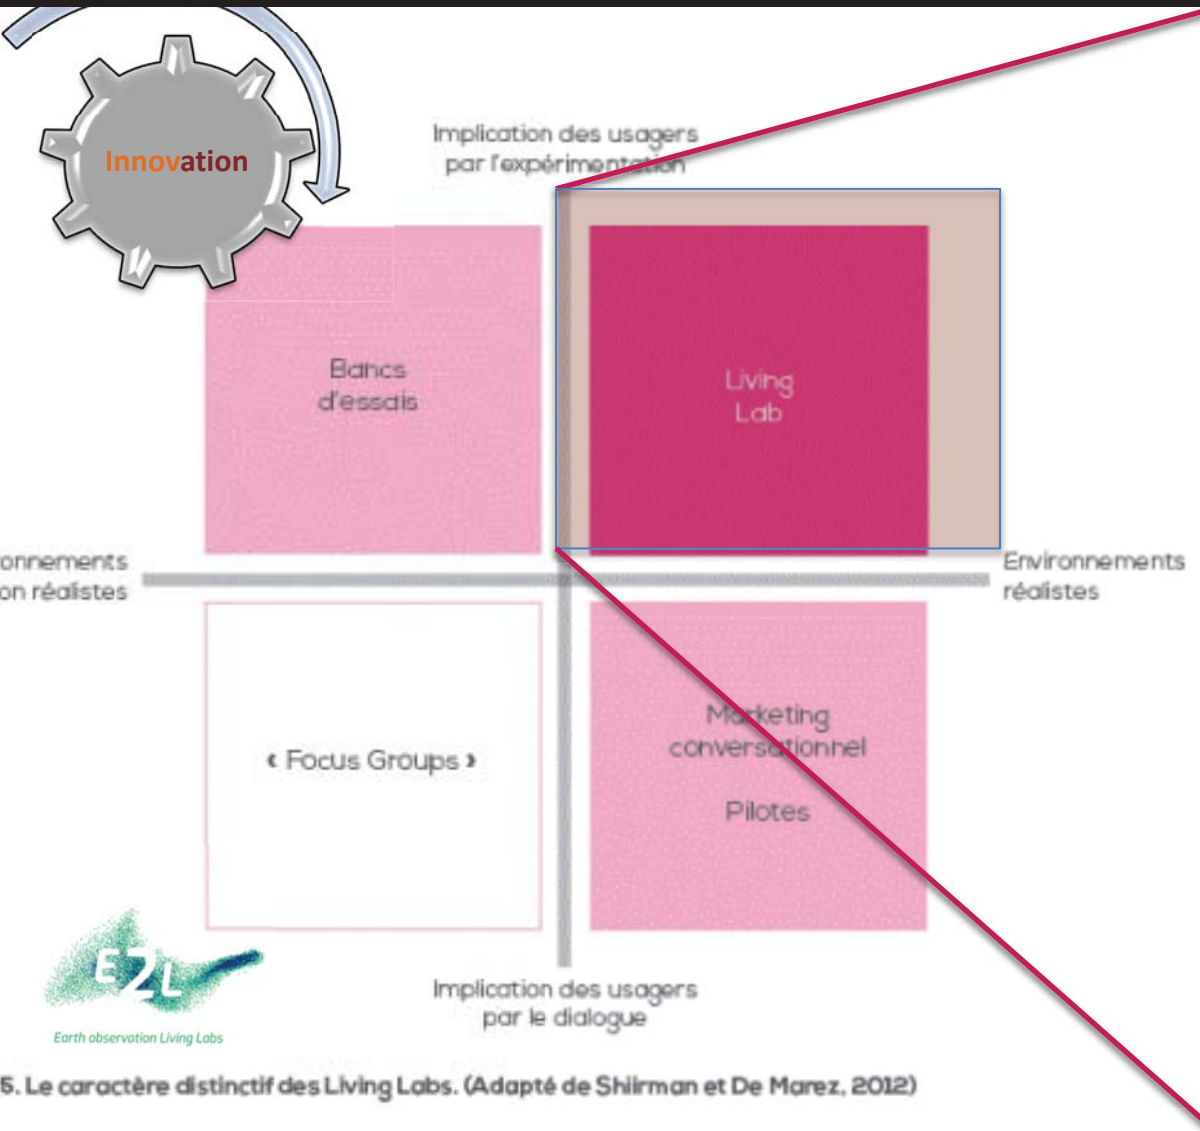 Innovation
Implication des usagers
par l'expérimentation
Bancs
d'essais
Living
Lab
onnements
on réalistes
Environnements
réalistes
« Focus Groups »
Marketing
conversationnel
Pilotes
E2L
Earth observation Living Labs
Implication des usagers
par le dialogue
5. Le caractère distinctif des Living Labs. (Adapté de Shiirman et De Marez, 2012)